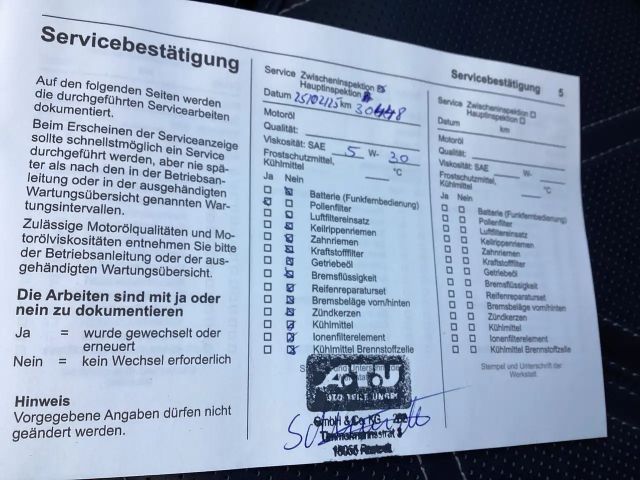 Servicebestätigung
Auf den folgenden Seiten werden
die durchgeführten Servicearbeiten
dokumentiert.
Beim Erscheinen der Serviceanzeige
sollte schnellstmöglich ein Service
durchgeführt werden, aber nie spä-
ter als nach den in der Betriebsan-
leitung oder in der ausgehändigten
Wartungsübersicht genannten War-
tungsintervallen.
Zulässige Motorölqualitäten und Mo-
torölviskositäten entnehmen Sie bitte
der Betriebsanleitung oder der aus-
gehändigten Wartungsübersicht.
Die Arbeiten sind mit ja oder
nein zu dokumentieren
Ja = wurde gewechselt oder
erneuert
Nein = kein Wechsel erforderlich
Hinweis
Vorgegebene Angaben dürfen nicht
geändert werden.
Service Zwischeninspektion
Hauptinspektion
Datum 25/02/25 km
Motoröl
Qualität:
Viskosität: SAE 5 W- 30
Frostschutzmittel,
Kühlmittel °C
Ja Nein
Batterie (Funkfernbedienung)
Pollenfilter
Luftfiltereinsatz
Keilrippenriemen
Zahnriemen
Kraftstofffilter
Getriebeöl
Bremsflüssigkeit
Reifenreparaturset
Bremsbeläge vorn/hinten
Zündkerzen
Kühlmittel
Ionenfilterelement
Kühlmittel Brennstoffzelle
GmbH & Co KG
Servicebestätigung 5
Service Zwischeninspektion
Hauptinspektion
Datum km
Motoröl
Qualität:
Viskosität: SAE W-
Frostschutzmittel,
Kühlmittel °C
Ja Nein
Batterie (Funkfernbedienung)
Pollenfilter
Luftfiltereinsatz
Keilrippenriemen
Zahnriemen
Kraftstofffilter
Getriebeöl
Bremsflüssigkeit
Reifenreparaturset
Bremsbeläge vorn/hinten
Zündkerzen
Kühlmittel
Ionenfilterelement
Kühlmittel Brennstoffzelle
Stempel und Unterschrift der
Werkstatt